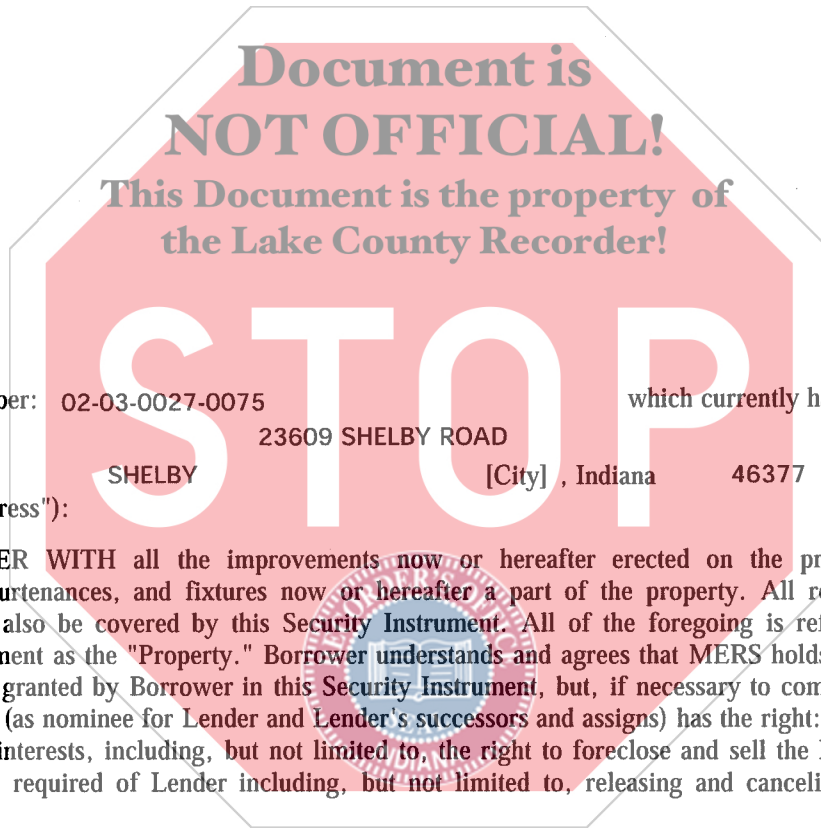 Document is
NOT OFFICIAL!
This Document is the property of
the Lake County Recorder!
STOP
ber: 02-03-0027-0075 which currently h
23609 SHELBY ROAD
SHELBY [City] , Indiana 46377
ress"):
ER WITH all the improvements now or hereafter erected on the pr
urtenances, and fixtures now or hereafter a part of the property. All r
also be covered by this Security Instrument. All of the foregoing is ref
ment as the "Property." Borrower understands and agrees that MERS holds
granted by Borrower in this Security Instrument, but, if necessary to com
(as nominee for Lender and Lender's successors and assigns) has the right:
interests, including, but not limited to, the right to foreclose and sell the
required of Lender including, but not limited to, releasing and canceli
INDIANA